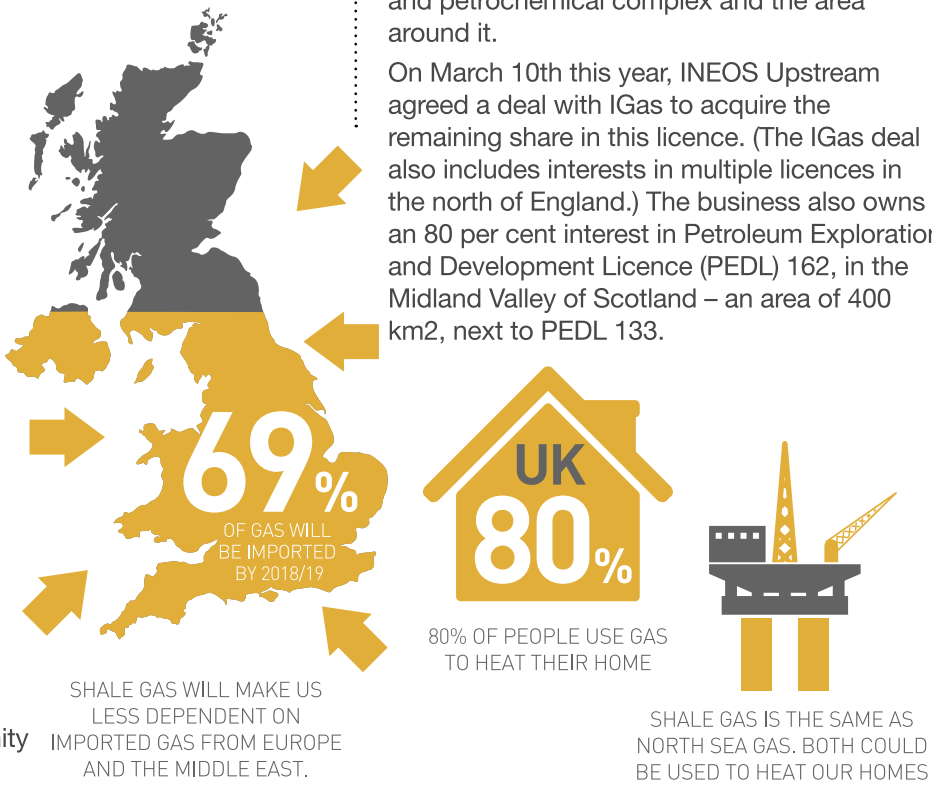 and petrochemical complex and the area
around it.
On March 10th this year, INEOS Upstream
agreed a deal with IGas to acquire the
remaining share in this licence. (The IGas deal
also includes interests in multiple licences in
the north of England.) The business also owns
an 80 per cent interest in Petroleum Exploration
and Development Licence (PEDL) 162, in the
Midland Valley of Scotland – an area of 400
km2, next to PEDL 133.
69%
OF GAS WILL
BE IMPORTED
BY 2018/19
UK
80%
80% OF PEOPLE USE GAS
TO HEAT THEIR HOME
SHALE GAS WILL MAKE US
LESS DEPENDENT ON
IMPORTED GAS FROM EUROPE
AND THE MIDDLE EAST.
SHALE GAS IS THE SAME AS
NORTH SEA GAS. BOTH COULD
BE USED TO HEAT OUR HOMES